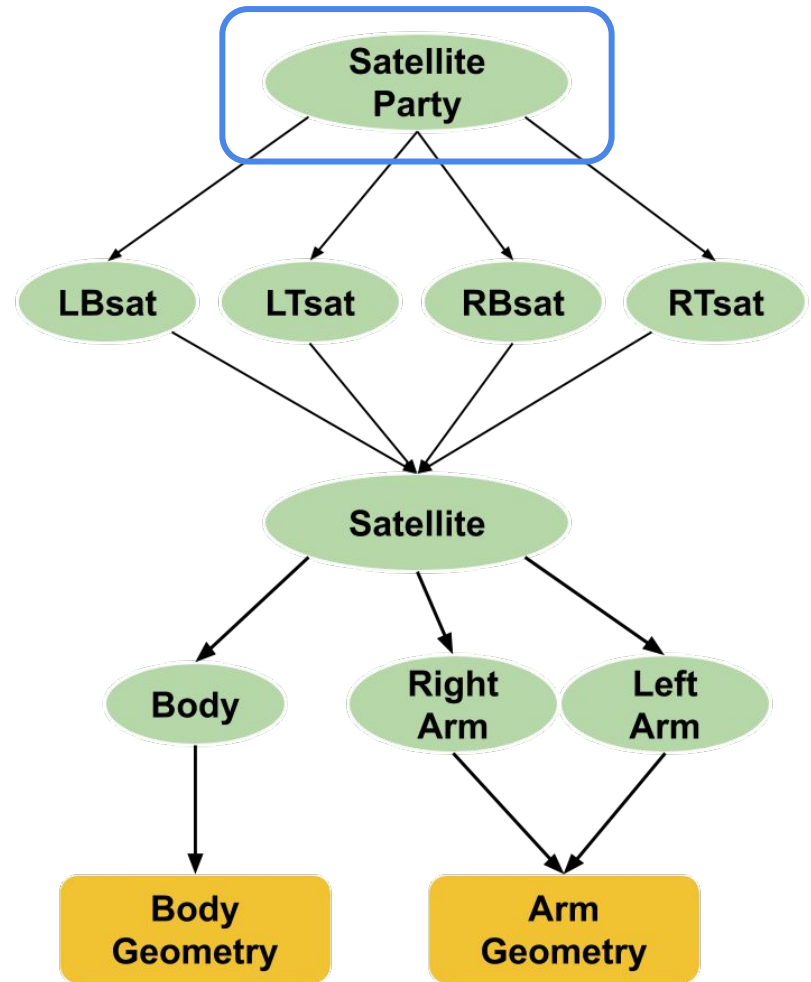 Satellite
Party
LBsat
LTsat
RBsat
RTsat
Satellite
Body
Right
Arm
Left
Arm
Body
Geometry
Arm
Geometry